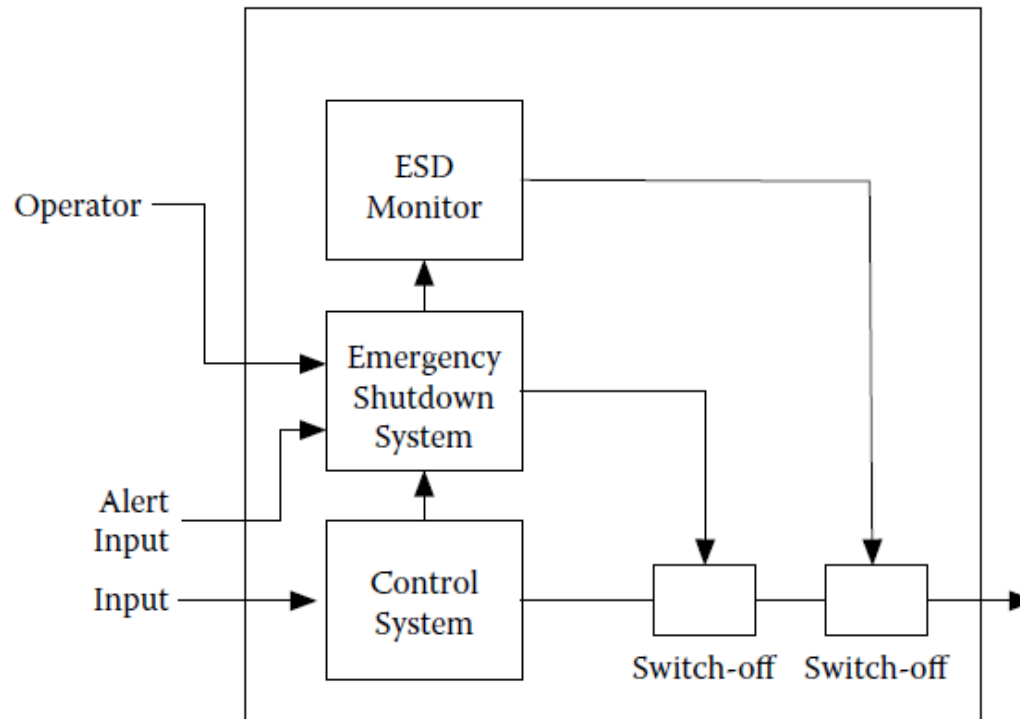 ESD
Monitor
Operator
Emergency
Shutdown
System
Alert
Input
Input
Control
System
Switch-off
Switch-off